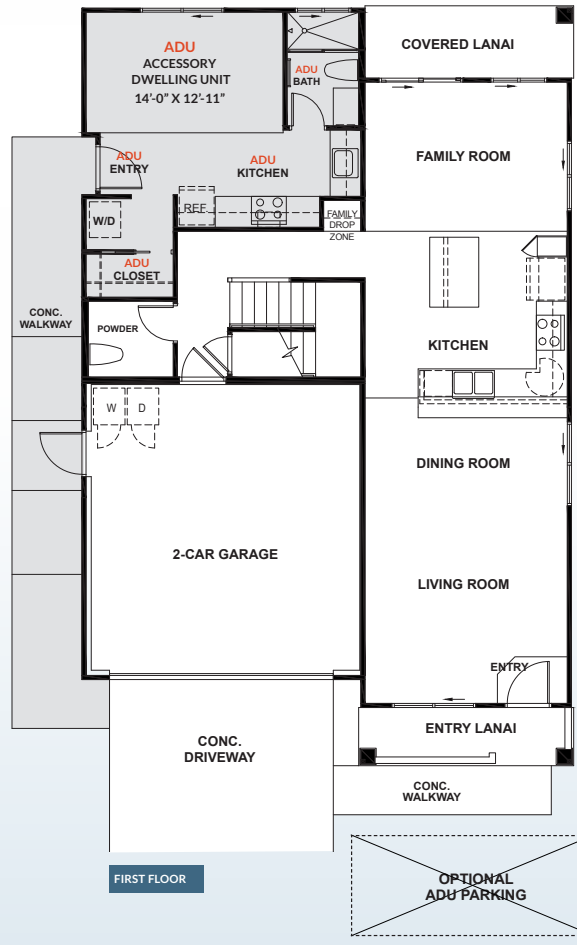 COVERED LANAI
ADU
ACCESSORY
DWELLING UNIT
14'-0" X 12'-11"
ADU
BATH
FAMILY ROOM
ADU
ENTRY
ADU
KITCHEN
REF.
W/D
FAMILY
DROP
ZONE
ADU
CLOSET
CONC.
WALKWAY
POWDER
KITCHEN
W
D
DINING ROOM
2-CAR GARAGE
LIVING ROOM
ENTRY
ENTRY LANAI
CONC.
DRIVEWAY
CONC.
WALKWAY
FIRST FLOOR
OPTIONAL
ADU PARKING